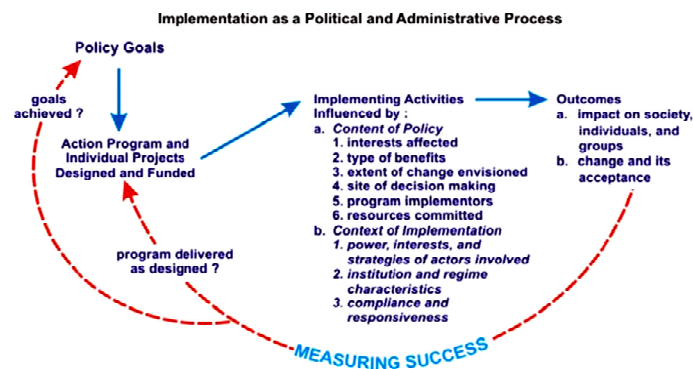 Implementation as a Political and Administrative Process
Policy Goals
goals
achieved ?
Action Program and
Individual Projects
Designed and Funded
program delivered
as designed ?
Implementing Activities
Influenced by :
a. Content of Policy
1. interests affected
2. type of benefits
3. extent of change envisioned
4. site of decision making
5. program implementors
6. resources committed
b. Context of Implementation
1. power, interests, and
strategies of actors involved
2. institution and regime
characteristics
3. compliance and
responsiveness
Outcomes
a. impact on society,
individuals, and
groups
b. change and its
acceptance
MEASURING SUCCESS